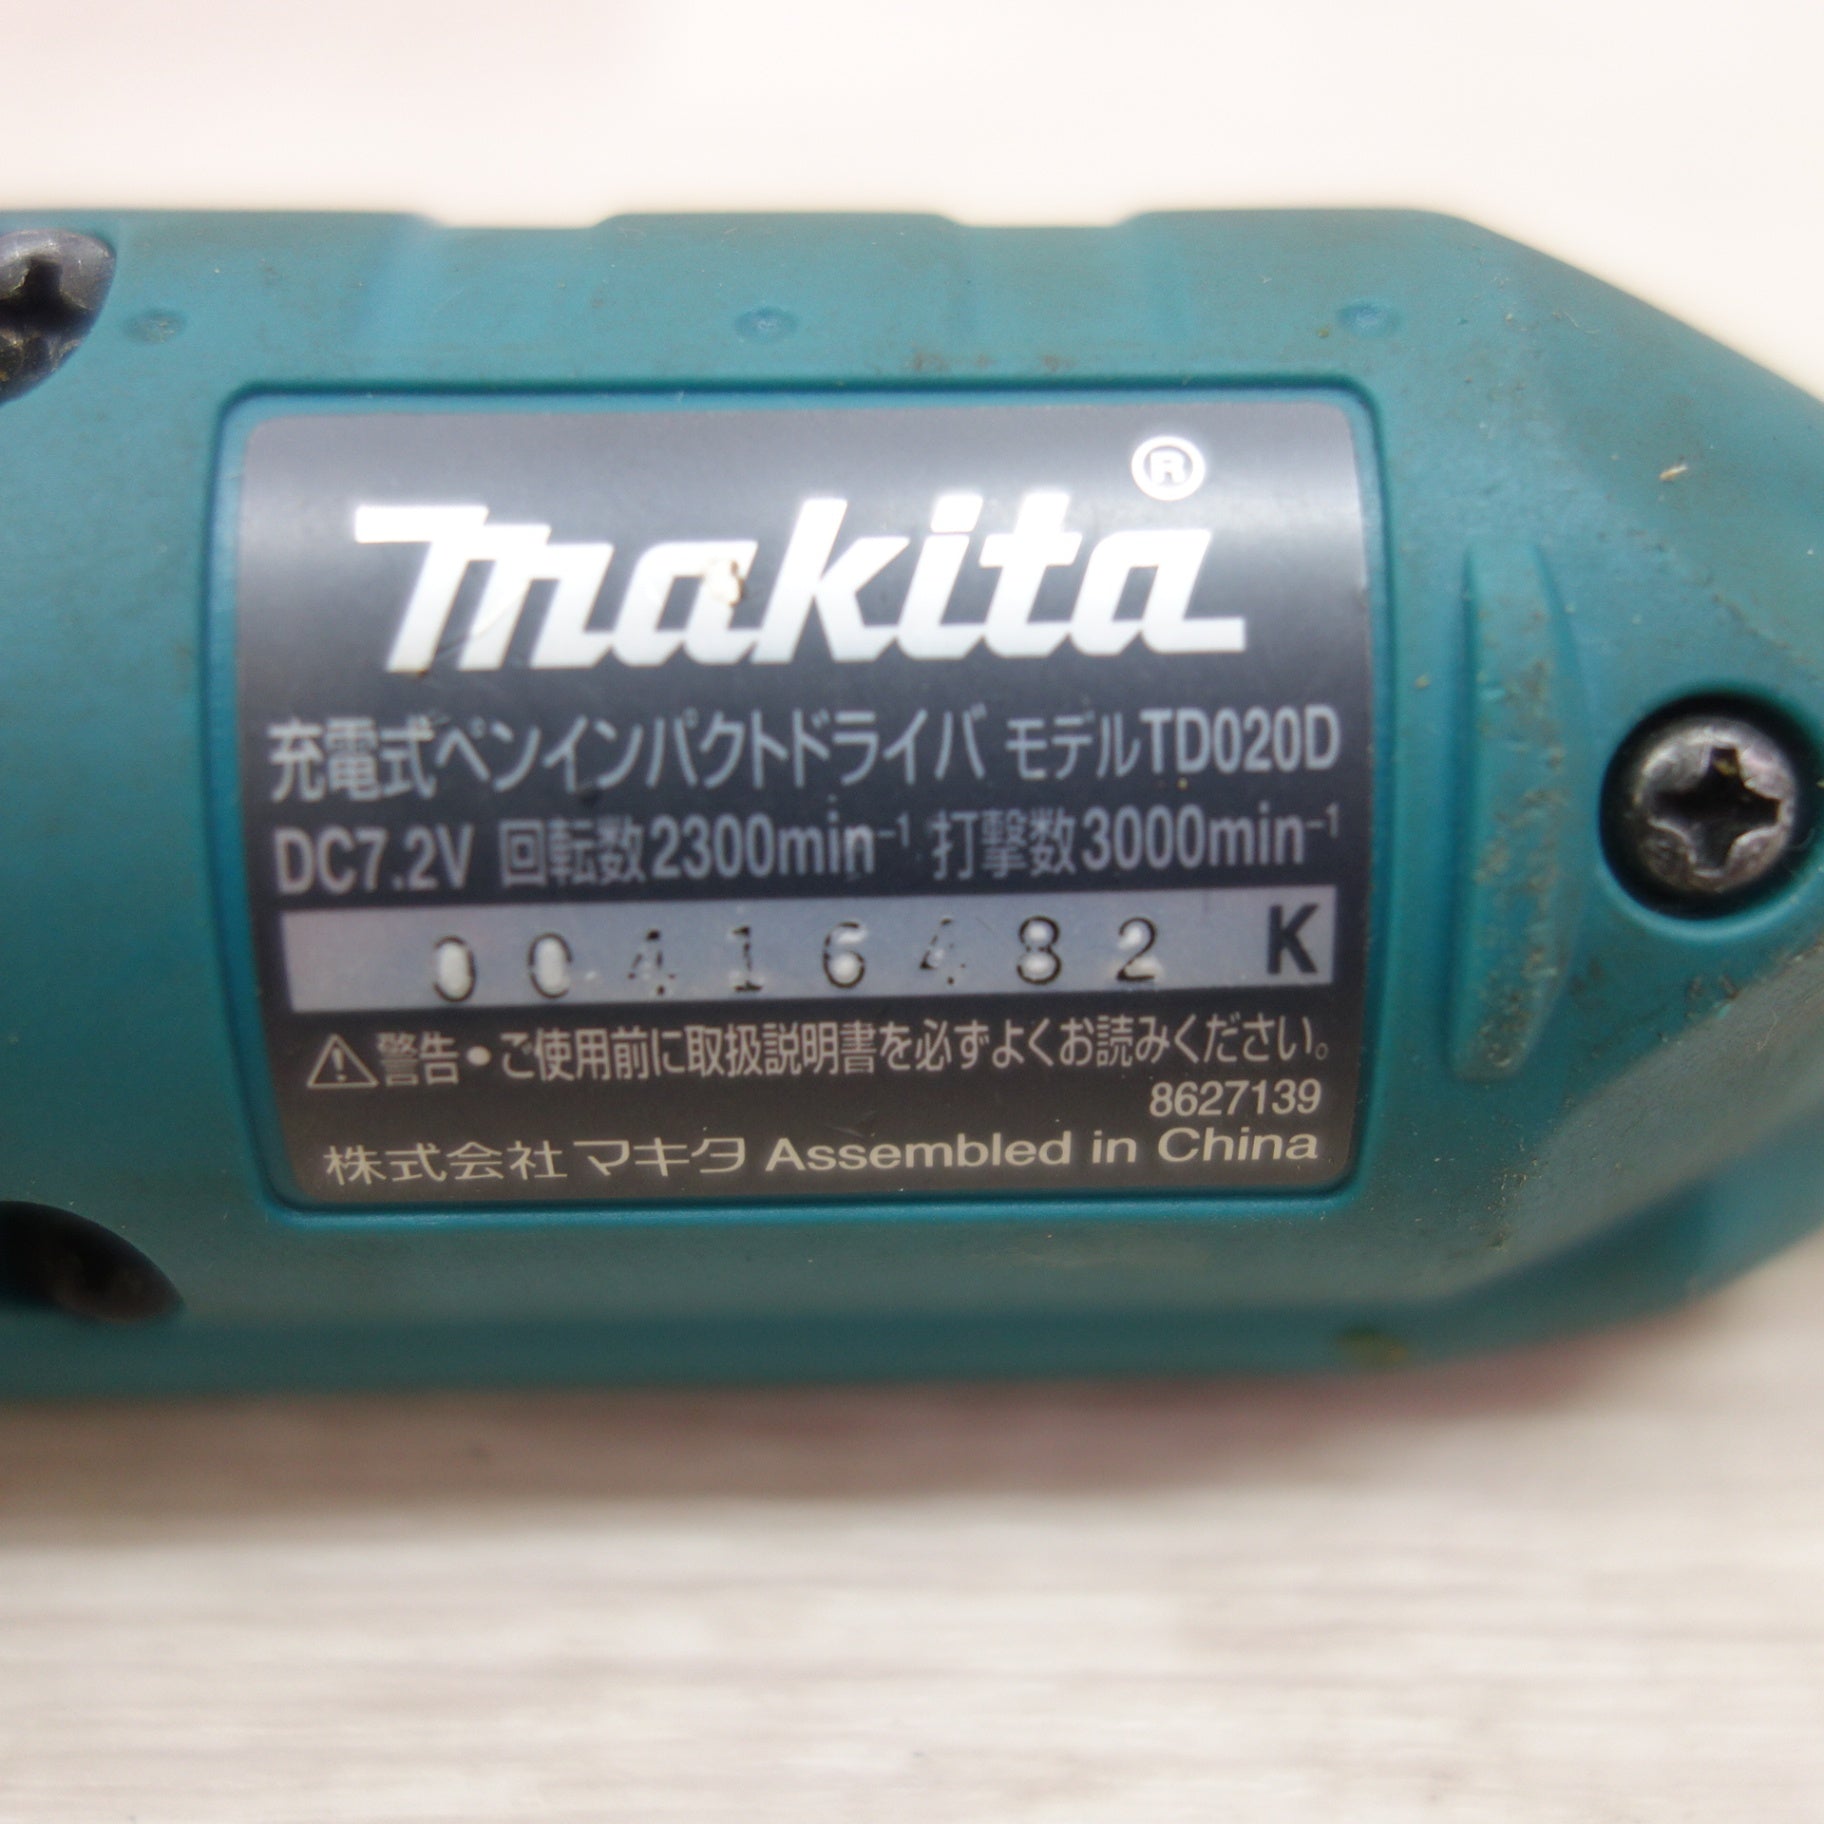 makita®
充電式ペンインパクトドライバ モデルTD020D
DC7.2V 回転数2300min⁻¹ 打撃数3000min⁻¹
00416482 K
⚠警告・ご使用前に取扱説明書を必ずよくお読みください。
8627139
株式会社マキタ Assembled in China